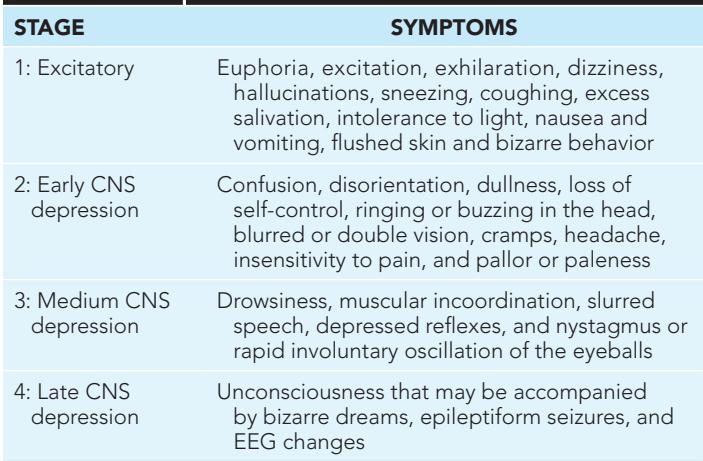 STAGE SYMPTOMS
1: Excitatory Euphoria, excitation, exhilaration, dizziness,
hallucinations, sneezing, coughing, excess
salivation, intolerance to light, nausea and
vomiting, flushed skin and bizarre behavior
2: Early CNS Confusion, disorientation, dullness, loss of
depression self-control, ringing or buzzing in the head,
blurred or double vision, cramps, headache,
insensitivity to pain, and pallor or paleness
3: Medium CNS Drowsiness, muscular incoordination, slurred
depression speech, depressed reflexes, and nystagmus or
rapid involuntary oscillation of the eyeballs
4: Late CNS Unconsciousness that may be accompanied
depression by bizarre dreams, epileptiform seizures, and
EEG changes